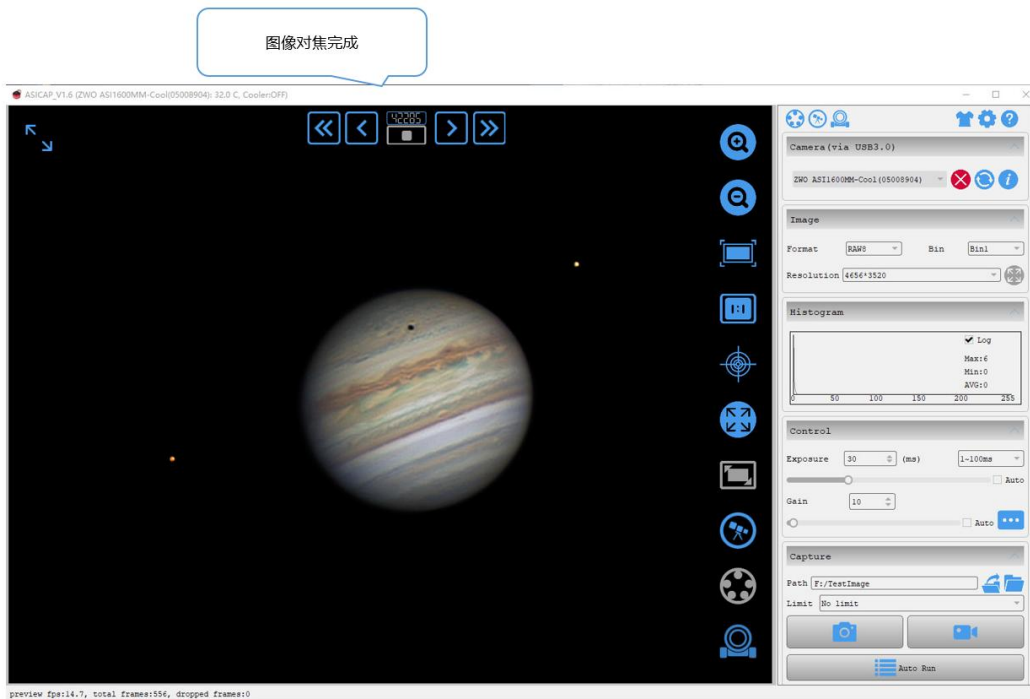 图像对焦完成
ASICAP_V1.6 (ZWO ASI1600MM-Cool(05008904): 32.0 C, Cooler:OFF)
42285
Camera(via USB3.0)
ZWO ASI1600MM-Cool(05008904)
Image
Format RAW8 Bin Bin1
Resolution 4656*3520
1:1
Histogram
Log
Max:6
Min:0
AVG:0
0 50 100 150 200 255
Control
Exposure 30 (ms) 1-100ms
Auto
Gain 10
Auto
Capture
Path F:/TestImage
Limit No limit
Auto Run
preview fps:14.7, total frames:556, dropped frames:0